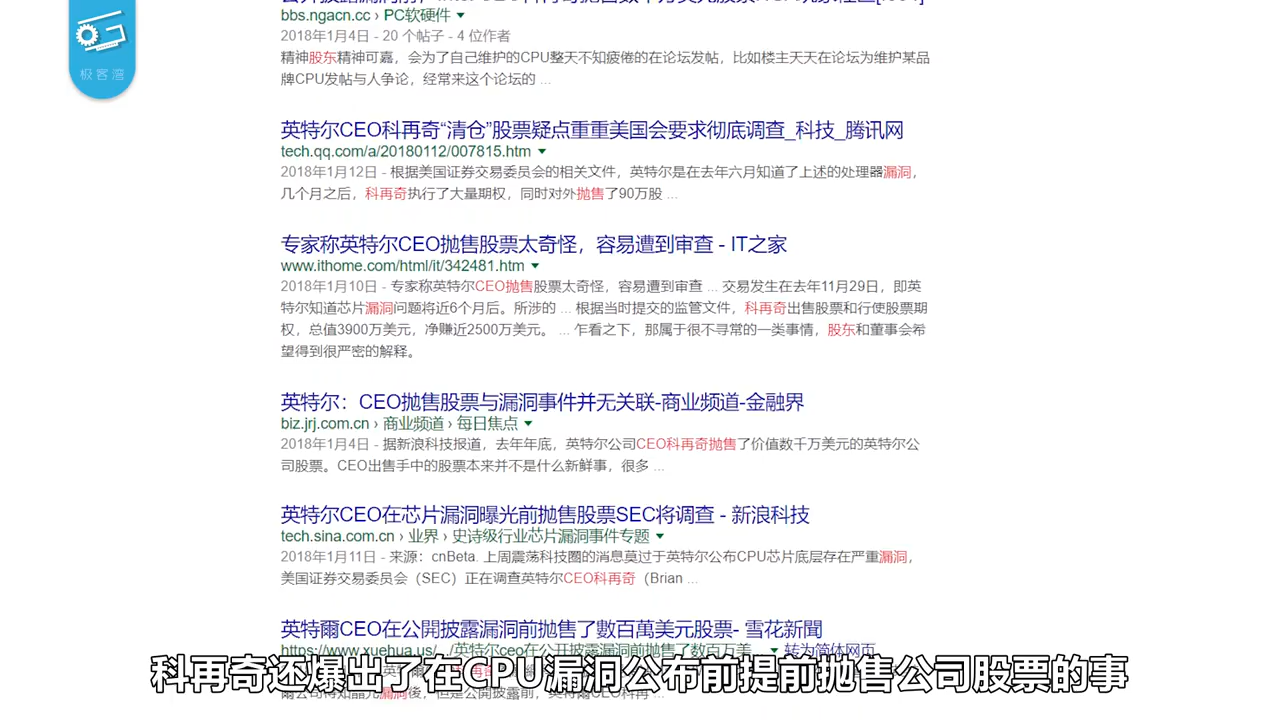 bbs.ngacn.cc › PC软硬件
2018年1月4日 - 20 个帖子 - 4 位作者
精神股东精神可嘉，会为了自己维护的CPU整天不知疲倦的在论坛发帖，比如楼主天天在论坛为维护某品
牌CPU发帖与人争论，经常来这个论坛的 ...
极客湾
英特尔CEO科再奇“清仓”股票疑点重重美国会要求彻底调查_科技_腾讯网
tech.qq.com/a/20180112/007815.htm
2018年1月12日 - 根据美国证券交易委员会的相关文件，英特尔是在去年六月知道了上述的处理器漏洞，
几个月之后，科再奇执行了大量期权，同时对外抛售了90万股 ...
专家称英特尔CEO抛售股票太奇怪，容易遭到审查 - IT之家
www.ithome.com/html/it/342481.htm
2018年1月10日 - 专家称英特尔CEO抛售股票太奇怪，容易遭到审查 ... 交易发生在去年11月29日，即英
特尔知道芯片漏洞问题将近6个月后。所涉的 ... 根据当时提交的监管文件，科再奇出售股票和行使股票期
权，总值3900万美元，净赚近2500万美元。 ... 乍看之下，那属于很不寻常的一类事情，股东和董事会希
望得到很严密的解释。
英特尔：CEO抛售股票与漏洞事件并无关联-商业频道-金融界
biz.jrj.com.cn › 商业频道 › 每日焦点
2018年1月4日 - 据新浪科技报道，去年年底，英特尔公司CEO科再奇抛售了价值数千万美元的英特尔公
司股票。CEO出售手中的股票本来并不是什么新鲜事，很多 ...
英特尔CEO在芯片漏洞曝光前抛售股票SEC将调查 - 新浪科技
tech.sina.com.cn › 业界 › 史诗级行业芯片漏洞事件专题
2018年1月11日 - 来源：cnBeta. 上周震荡科技圈的消息莫过于英特尔公布CPU芯片底层存在严重漏洞，
美国证券交易委员会（SEC）正在调查英特尔CEO科再奇（Brian ...
英特爾CEO在公開披露漏洞前拋售了數百萬美元股票- 雪花新聞
https://www.xuehua.us/.../英特尔ceo在公开披露漏洞前抛售了数百万美... 转为简体网页
科再奇还爆出了在CPU漏洞公布前提前抛售公司股票的事